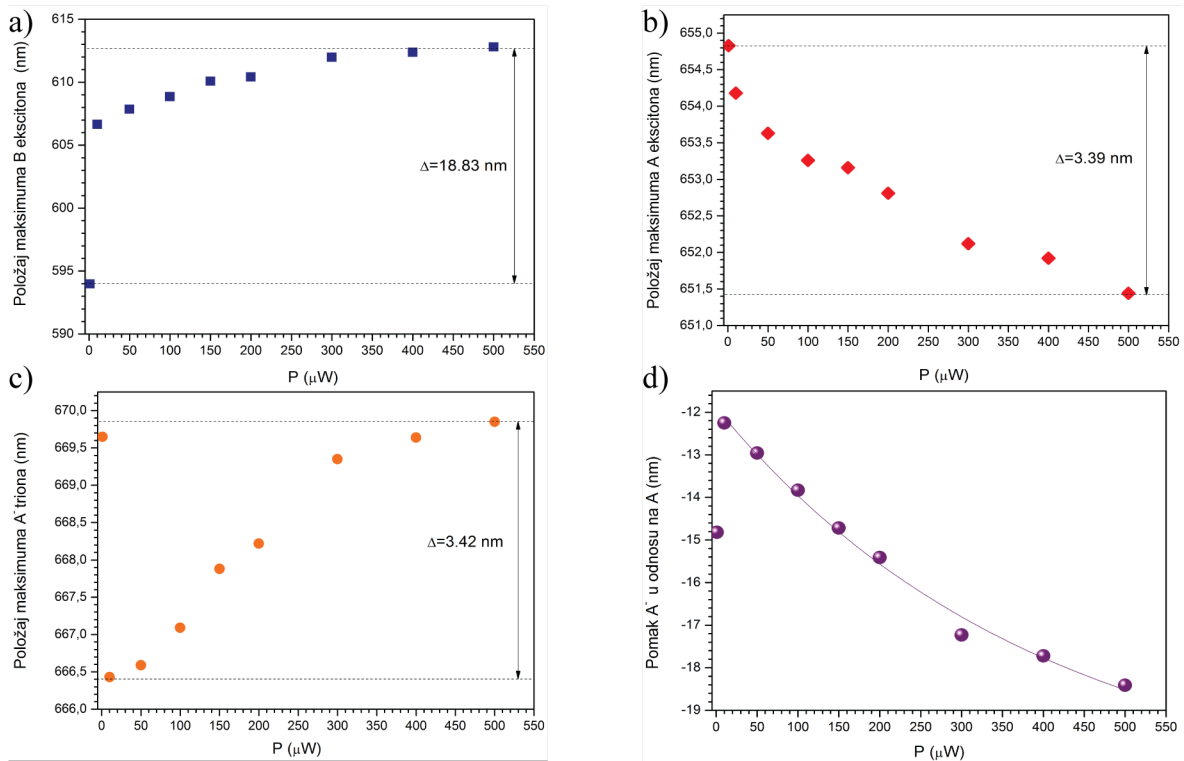 a)
Položaj maksimuma B ekscitona (nm)
615
610
605
600
595
590
Δ=18.83 nm
0 50 100 150 200 250 300 350 400 450 500 550
P (μW)
b)
Položaj maksimuma A ekscitona (nm)
655,0
654,5
654,0
653,5
653,0
652,5
652,0
651,5
651,0
Δ=3.39 nm
0 50 100 150 200 250 300 350 400 450 500 550
P (μW)
c)
Položaj maksimuma A⁻ triona (nm)
670,0
669,5
669,0
668,5
668,0
667,5
667,0
666,5
666,0
Δ=3.42 nm
0 50 100 150 200 250 300 350 400 450 500 550
P (μW)
d)
Pomak A⁻ u odnosu na A (nm)
-12
-13
-14
-15
-16
-17
-18
-19
0 50 100 150 200 250 300 350 400 450 500 550
P (μW)